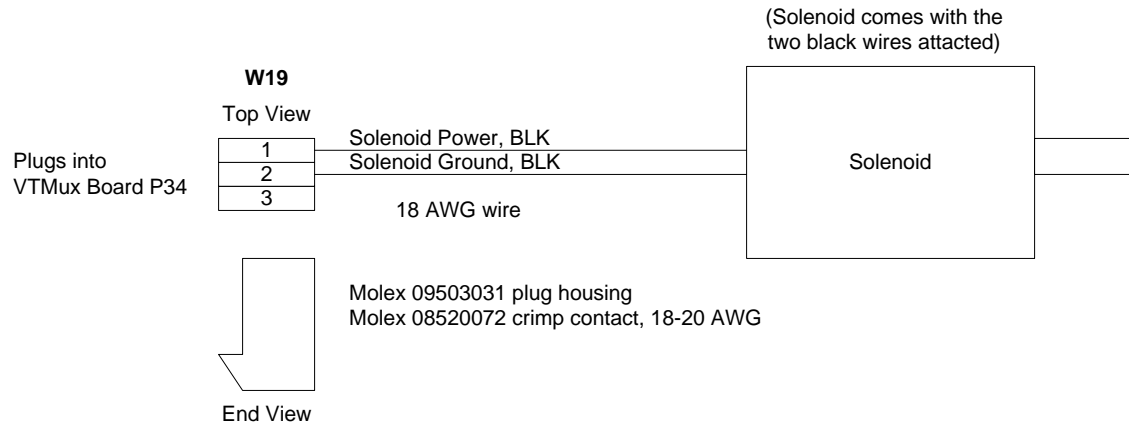 (Solenoid comes with the
two black wires attacted)
W19
Top View
Plugs into
VTMux Board P34
1
2
3
Solenoid Power, BLK
Solenoid Ground, BLK
18 AWG wire
Solenoid
Molex 09503031 plug housing
Molex 08520072 crimp contact, 18-20 AWG
End View